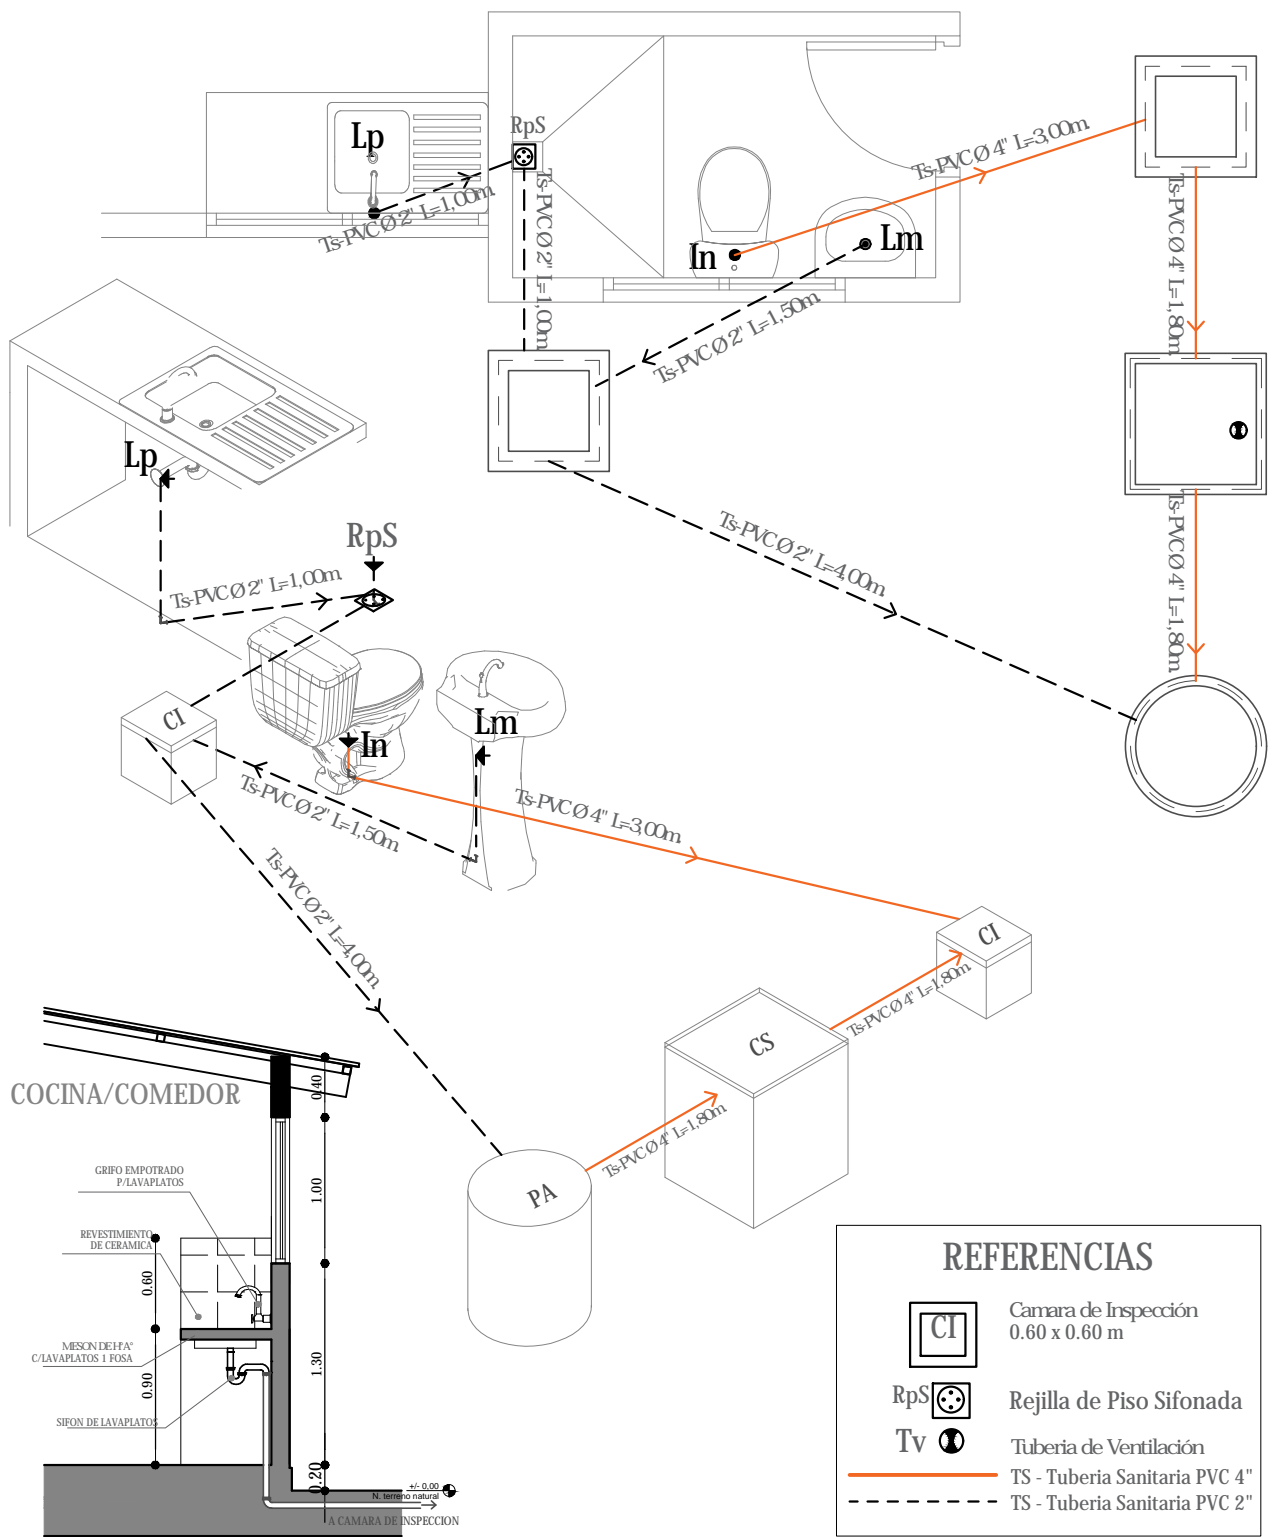 Lp
RpS
Ts-PVC Ø 2" L=1,00m.
Ts-PVC Ø 2" L=1,00m.
In
Lm
Ts-PVC Ø 4" L=3,00m.
Ts-PVC Ø 2" L=1,50m.
Ts-PVC Ø 4" L=1,80m.
Ts-PVC Ø 4" L=1,80m.
Ts-PVC Ø 2" L=4,00m.
Lp
RpS
Ts-PVC Ø 2" L=1,00m.
CI
In
Lm
Ts-PVC Ø 2" L=1,50m.
Ts-PVC Ø 4" L=3,00m.
Ts-PVC Ø 2" L=4,00m.
CI
Ts-PVC Ø 4" L=1,80m.
CS
Ts-PVC Ø 4" L=1,80m.
PA
COCINA/COMEDOR
0.40
1.00
1.30
0.20
0.60
0.90
GRIFO EMPOTRADO
P/LAVAPLATOS
REVESTIMIENTO
DE CERAMICA
MESON DE HºAº
C/LAVAPLATOS 1 FOSA
SIFON DE LAVAPLATOS
+/- 0,00
N. terreno natural
A CAMARA DE INSPECCION
REFERENCIAS
CI
Camara de Inspección
0.60 x 0.60 m
RpS
Rejilla de Piso Sifonada
Tv
Tuberia de Ventilación
TS - Tuberia Sanitaria PVC 4"
TS - Tuberia Sanitaria PVC 2"